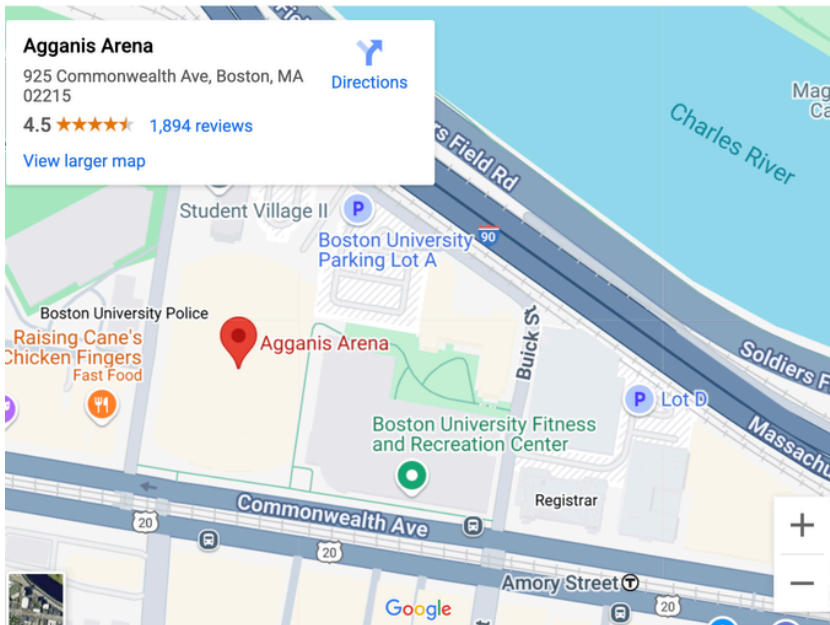 Agganis Arena
925 Commonwealth Ave, Boston, MA
02215
Directions
4.5
1,894 reviews
View larger map
Charles River
Student Village II
P
Boston University
Parking Lot A
90
Boston University Police
Raising Cane's
Chicken Fingers
Fast Food
Agganis Arena
Buick St
P
Lot D
Boston University Fitness
and Recreation Center
Registrar
Commonwealth Ave
20
20
Amory Street
T
20
Google
+
−